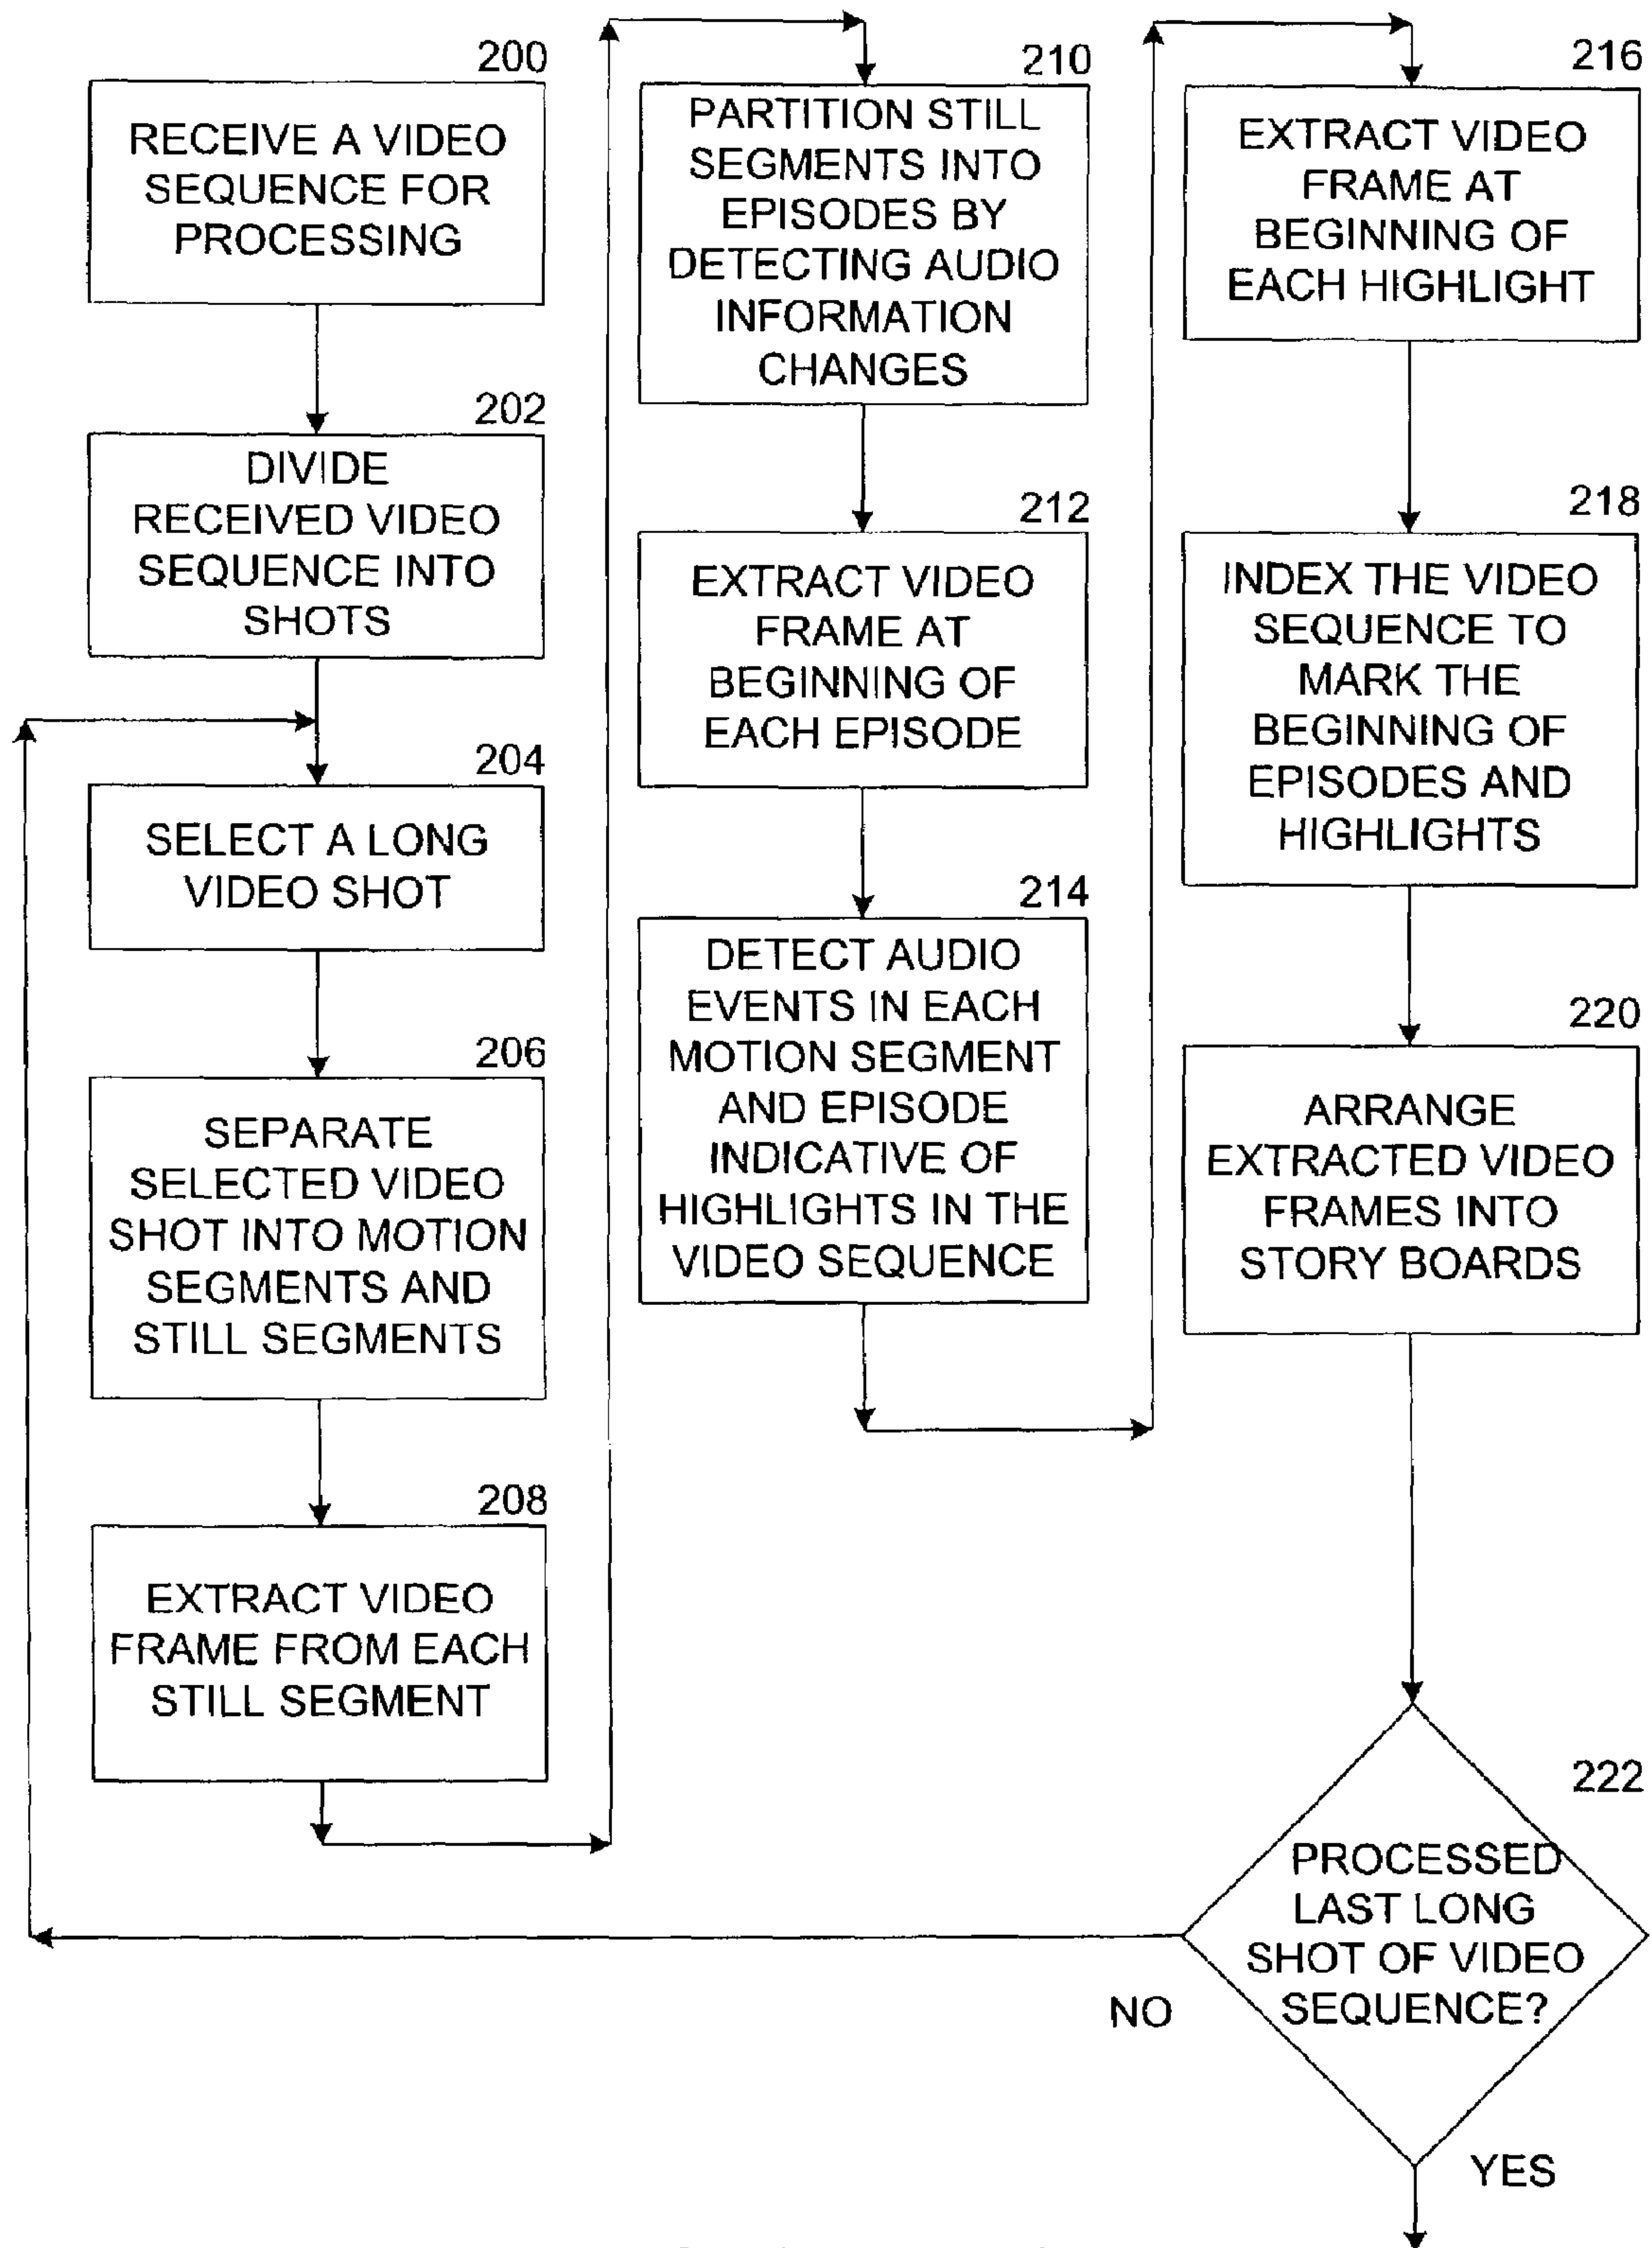 200
RECEIVE A VIDEO
SEQUENCE FOR
PROCESSING
202
DIVIDE
RECEIVED VIDEO
SEQUENCE INTO
SHOTS
204
SELECT A LONG
VIDEO SHOT
206
SEPARATE
SELECTED VIDEO
SHOT INTO MOTION
SEGMENTS AND
STILL SEGMENTS
208
EXTRACT VIDEO
FRAME FROM EACH
STILL SEGMENT
210
PARTITION STILL
SEGMENTS INTO
EPISODES BY
DETECTING AUDIO
INFORMATION
CHANGES
212
EXTRACT VIDEO
FRAME AT
BEGINNING OF
EACH EPISODE
214
DETECT AUDIO
EVENTS IN EACH
MOTION SEGMENT
AND EPISODE
INDICATIVE OF
HIGHLIGHTS IN THE
VIDEO SEQUENCE
216
EXTRACT VIDEO
FRAME AT
BEGINNING OF
EACH HIGHLIGHT
218
INDEX THE VIDEO
SEQUENCE TO
MARK THE
BEGINNING OF
EPISODES AND
HIGHLIGHTS
220
ARRANGE
EXTRACTED VIDEO
FRAMES INTO
STORY BOARDS
222
PROCESSED
LAST LONG
SHOT OF VIDEO
SEQUENCE?
NO
YES